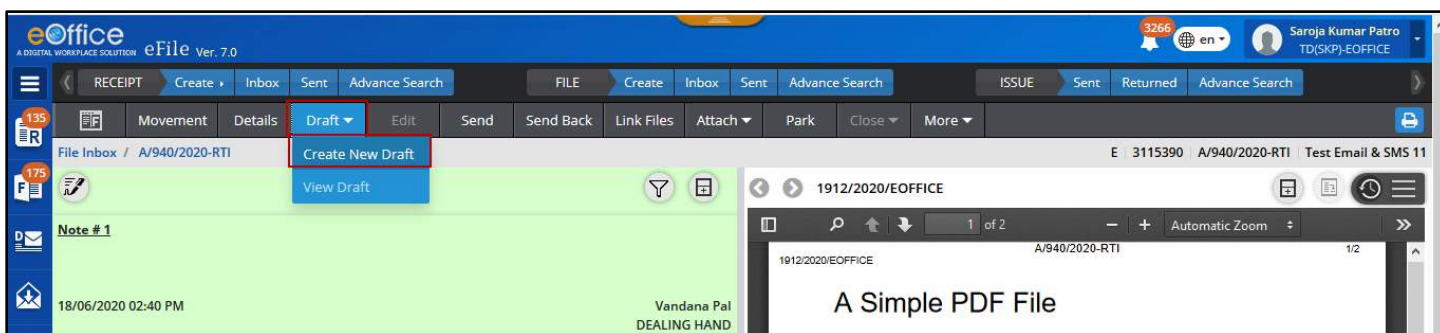 eOffice
A DIGITAL WORKPLACE SOLUTION
eFile Ver. 7.0
3266
en
Saroja Kumar Patro
TD(SKP)-EOFFICE
RECEIPT Create Inbox Sent Advance Search FILE Create Inbox Sent Advance Search ISSUE Sent Returned Advance Search
135
R
Movement Details Draft Edit Send Send Back Link Files Attach Park Close More
File Inbox / A/940/2020-RTI
Create New Draft
E 3115390 A/940/2020-RTI Test Email & SMS 11
175
F
View Draft
1912/2020/EOFFICE
D
Note # 1
1 of 2
Automatic Zoom
1912/2020/EOFFICE
A/940/2020-RTI
1/2
A Simple PDF File
18/06/2020 02:40 PM
Vandana Pal
DEALING HAND